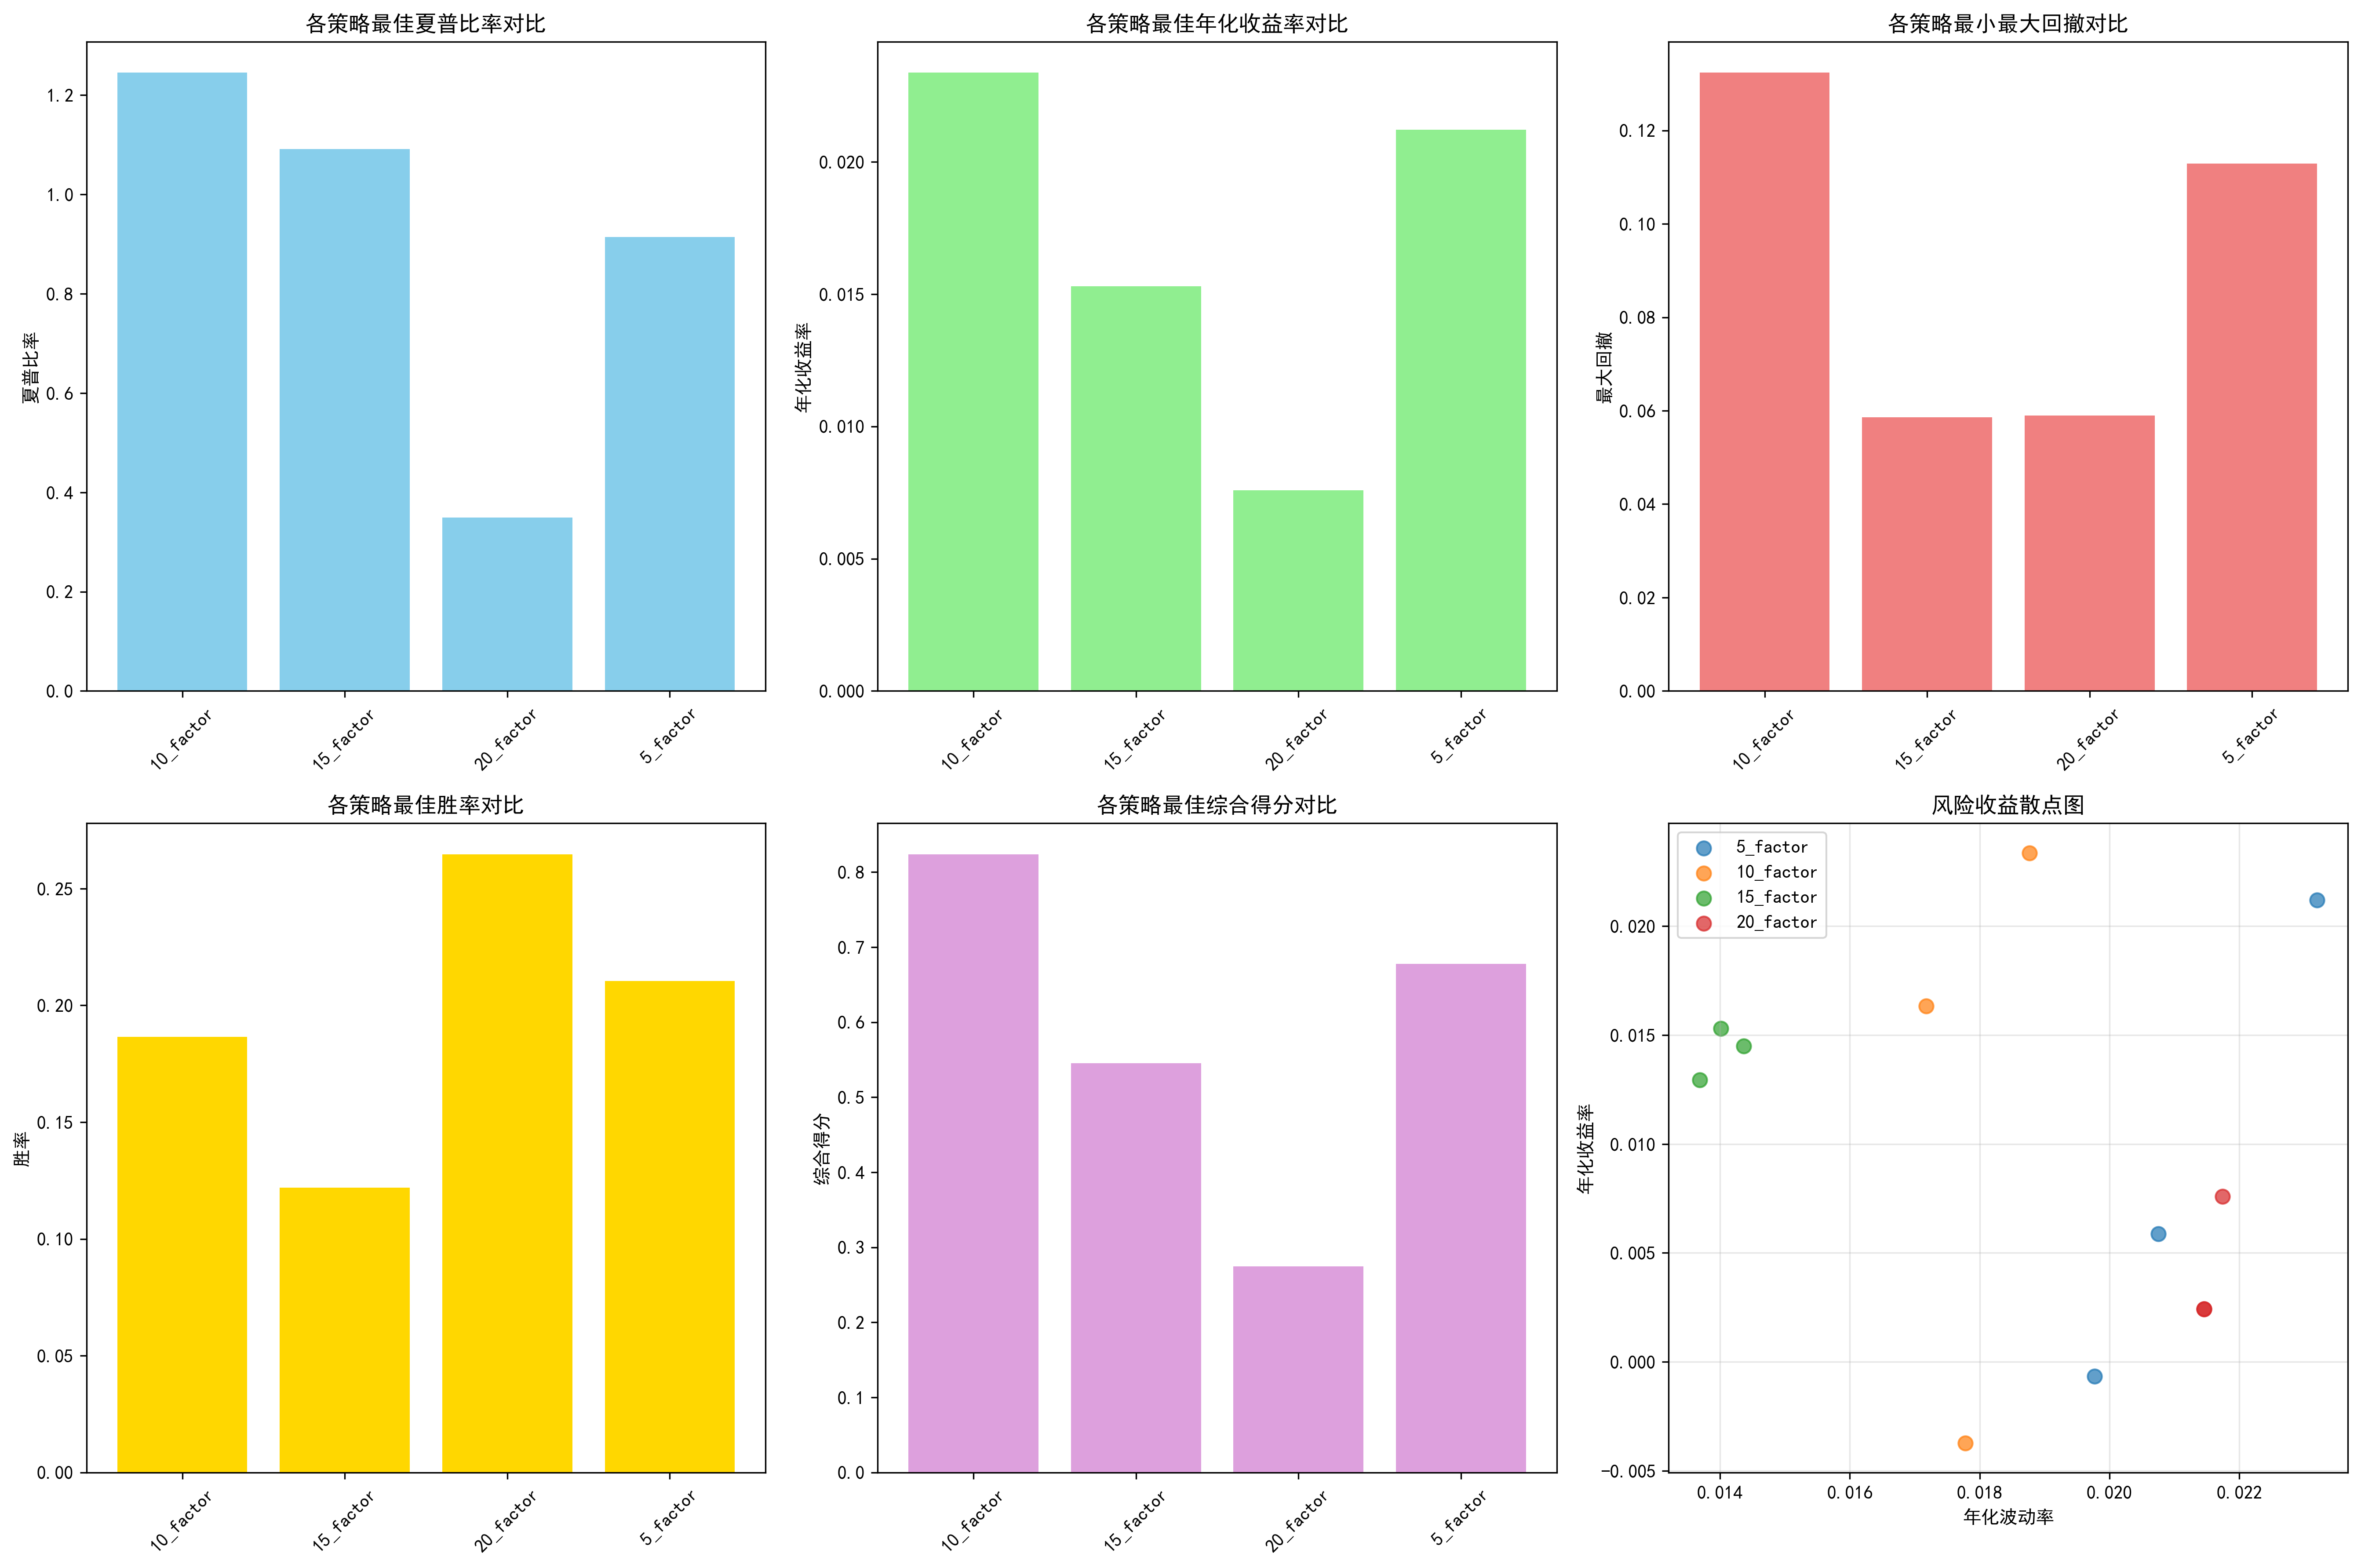 各策略最佳夏普比率对比
夏普比率
1.2
1.0
0.8
0.6
0.4
0.2
0.0
10_factor
15_factor
20_factor
5_factor
各策略最佳年化收益率对比
年化收益率
0.020
0.015
0.010
0.005
0.000
10_factor
15_factor
20_factor
5_factor
各策略最小最大回撤对比
最大回撤
0.12
0.10
0.08
0.06
0.04
0.02
0.00
10_factor
15_factor
20_factor
5_factor
各策略最佳胜率对比
胜率
0.25
0.20
0.15
0.10
0.05
0.00
10_factor
15_factor
20_factor
5_factor
各策略最佳综合得分对比
综合得分
0.8
0.7
0.6
0.5
0.4
0.3
0.2
0.1
0.0
10_factor
15_factor
20_factor
5_factor
风险收益散点图
5_factor
10_factor
15_factor
20_factor
年化收益率
0.020
0.015
0.010
0.005
0.000
-0.005
0.014
0.016
0.018
0.020
0.022
年化波动率